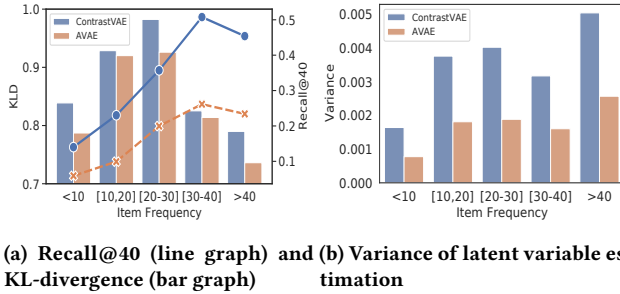 1.0
0.9
0.8
0.7
KLD
ContrastVAE
AVAE
0.5
0.4
0.3
0.2
0.1
Recall@40
<10 [10,20] [20-30] [30-40] >40
Item Frequency
0.005
0.004
0.003
0.002
0.001
0.000
Variance
ContrastVAE
AVAE
<10 [10,20] [20-30] [30-40] >40
Item Frequency
(a) Recall@40 (line graph) and
KL-divergence (bar graph)
(b) Variance of latent variable es
timation